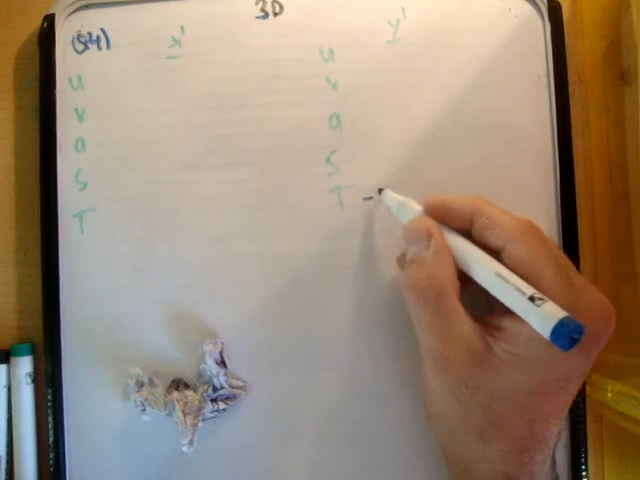 3D
(S4) x' y'
u u
v v
a a
S S
T T -